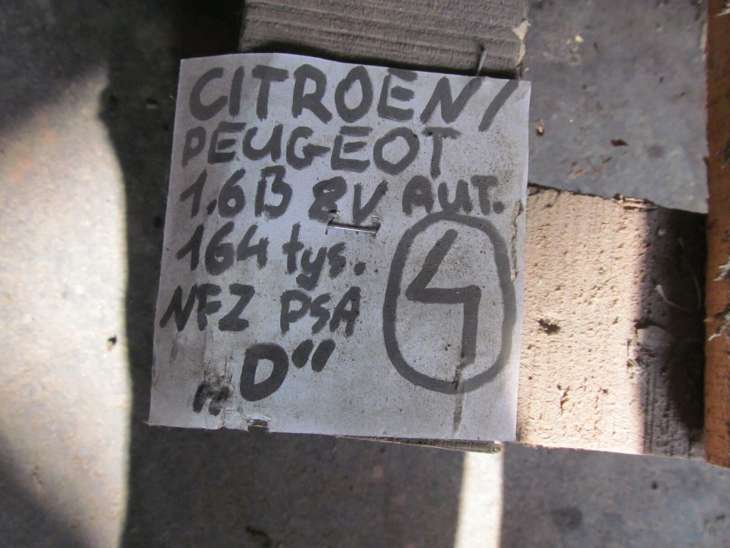 CITROEN/
PEUGEOT
1.6B 8V AUT.
164 tys.
NFZ PSA
4
„D”